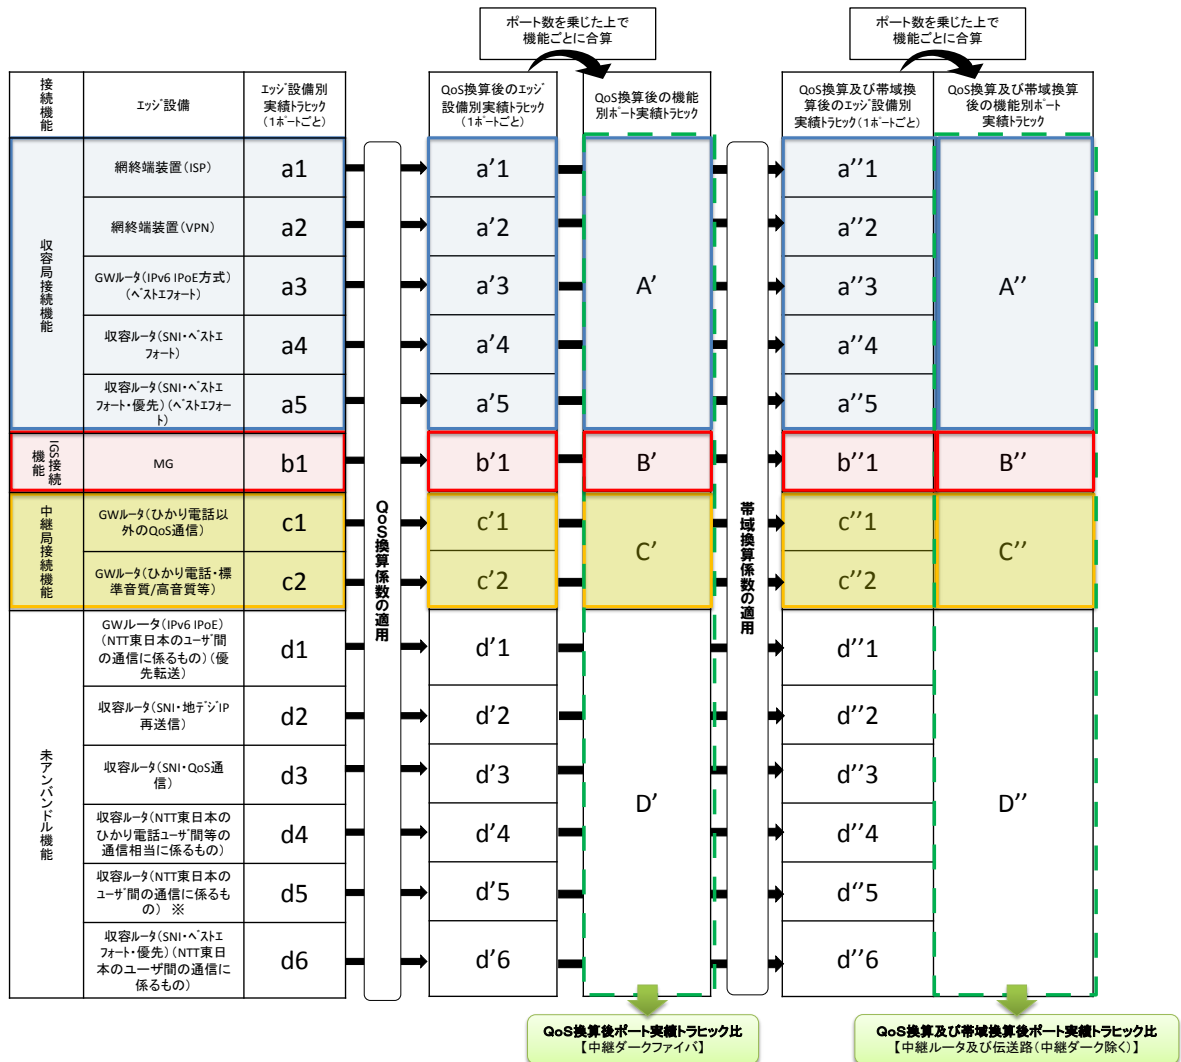 ポート数を乗じた上で
機能ごとに合算
ポート数を乗じた上で
機能ごとに合算
接続機能
エッジ設備
エッジ設備別
実績トラヒック
(1ポートごと)
QoS換算後のエッジ
設備別実績トラヒック
(1ポートごと)
QoS換算後の機能
別ポート実績トラヒック
QoS換算及び帯域換
算後のエッジ設備別
実績トラヒック(1ポートごと)
QoS換算及び帯域換算
後の機能別ポート
実績トラヒック
収容局接続機能
網終端装置(ISP)
a1
a'1
a''1
網終端装置(VPN)
a2
a'2
a''2
GWルータ(IPv6 IPoE方式)
(ベストエフォート)
a3
a'3
A'
a''3
A''
収容ルータ(SNI・ベストエ
フォート)
a4
a'4
a''4
収容ルータ(SNI・ベストエ
フォート・優先)(ベストエフォー
ト)
a5
a'5
a''5
IGS接続
機能
MG
b1
b'1
B'
b''1
B''
中継局接続機能
GWルータ(ひかり電話以
外のQoS通信)
c1
c'1
C'
c''1
C''
GWルータ(ひかり電話・標
準音質/高音質等)
c2
c'2
c''2
QoS換算係数の適用
帯域換算係数の適用
未アンバンドル機能
GWルータ(IPv6 IPoE)
(NTT東日本のユーザ間
の通信に係るもの)(優
先転送)
d1
d'1
d''1
収容ルータ(SNI・地デジIP
再送信)
d2
d'2
d''2
収容ルータ(SNI・QoS通
信)
d3
d'3
D'
d''3
D''
収容ルータ(NTT東日本の
ひかり電話ユーザ間等の
通信相当に係るもの)
d4
d'4
d''4
収容ルータ(NTT東日本の
ユーザ間の通信に係るも
の) ※
d5
d'5
d''5
収容ルータ(SNI・ベストエ
フォート・優先)(NTT東日
本のユーザ間の通信に
係るもの)
d6
d'6
d''6
QoS換算後ポート実績トラヒック比
【中継ダークファイバ】
QoS換算及び帯域換算後ポート実績トラヒック比
【中継ルータ及び伝送路(中継ダーク除く)】